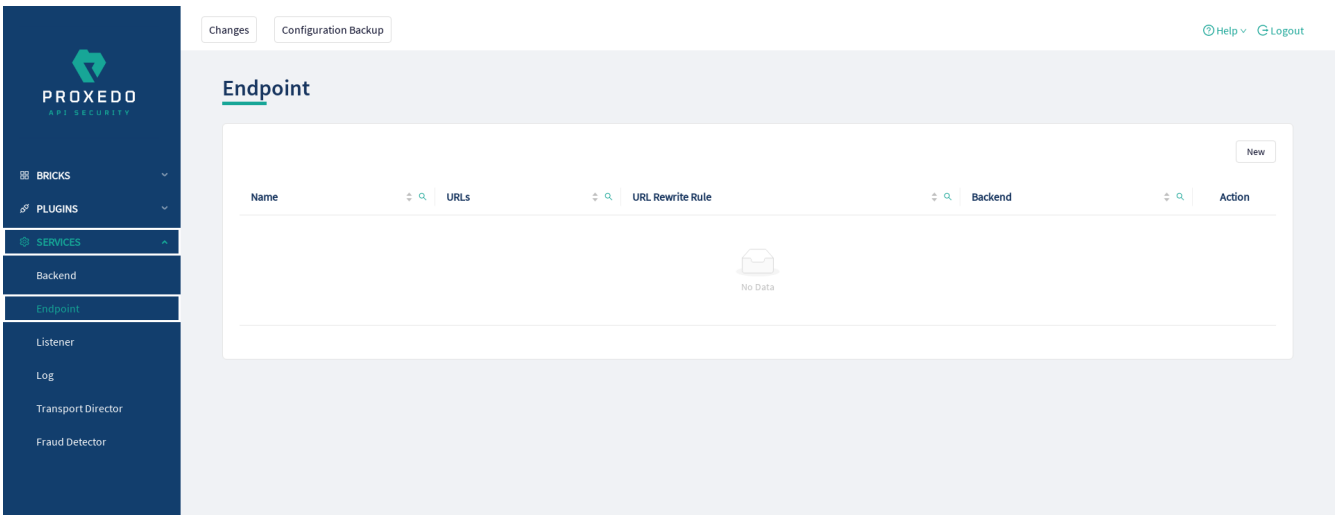 Changes
Configuration Backup
Help
Logout
PROXEDO
API SECURITY
BRICKS
PLUGINS
SERVICES
Backend
Endpoint
Listener
Log
Transport Director
Fraud Detector
Endpoint
New
Name
URLs
URL Rewrite Rule
Backend
Action
No Data